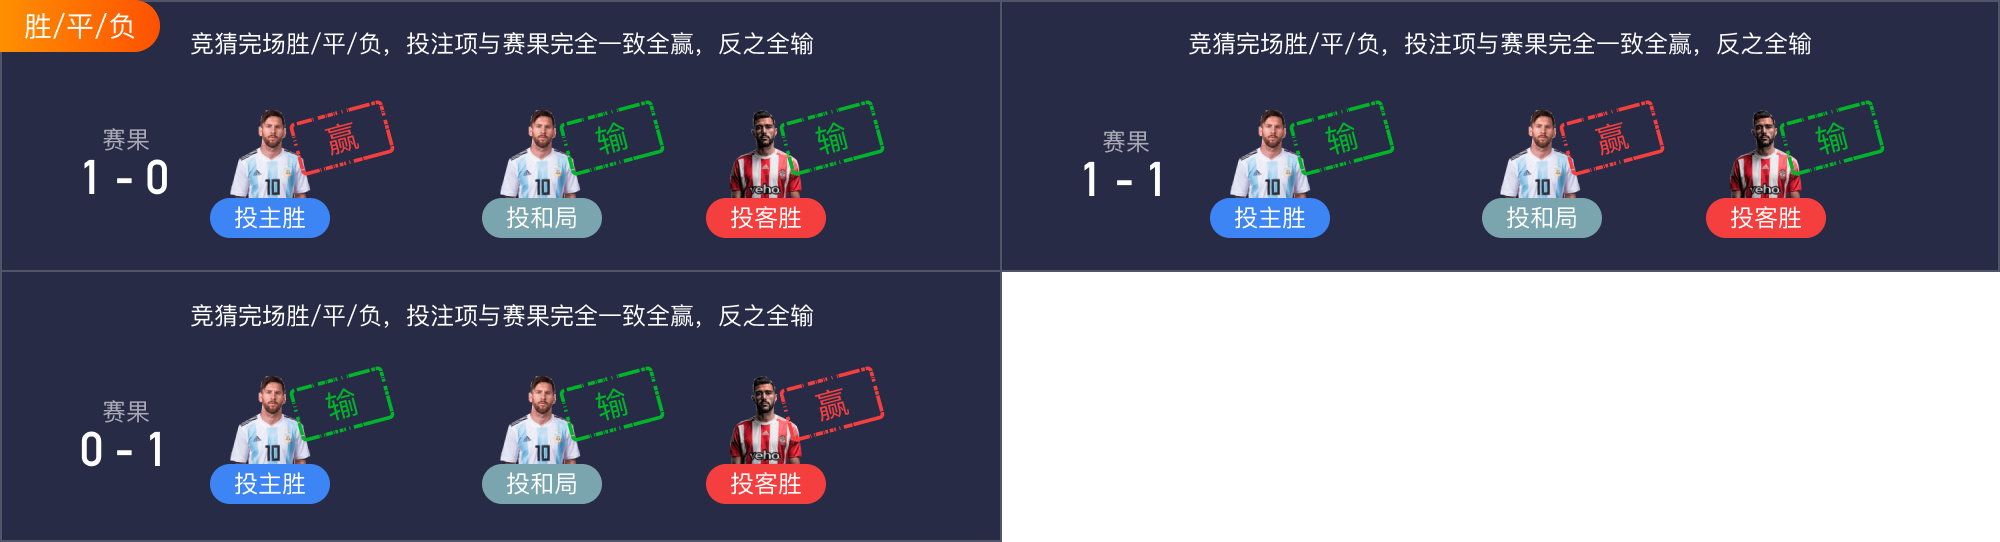 胜/平/负
竞猜完场胜/平/负，投注项与赛果完全一致全赢，反之全输
赛果
1 - 0
赢
输
输
10
10
veho
投主胜
投和局
投客胜
竞猜完场胜/平/负，投注项与赛果完全一致全赢，反之全输
赛果
1 - 1
输
赢
输
10
10
veho
投主胜
投和局
投客胜
竞猜完场胜/平/负，投注项与赛果完全一致全赢，反之全输
赛果
0 - 1
输
输
赢
10
10
veho
投主胜
投和局
投客胜